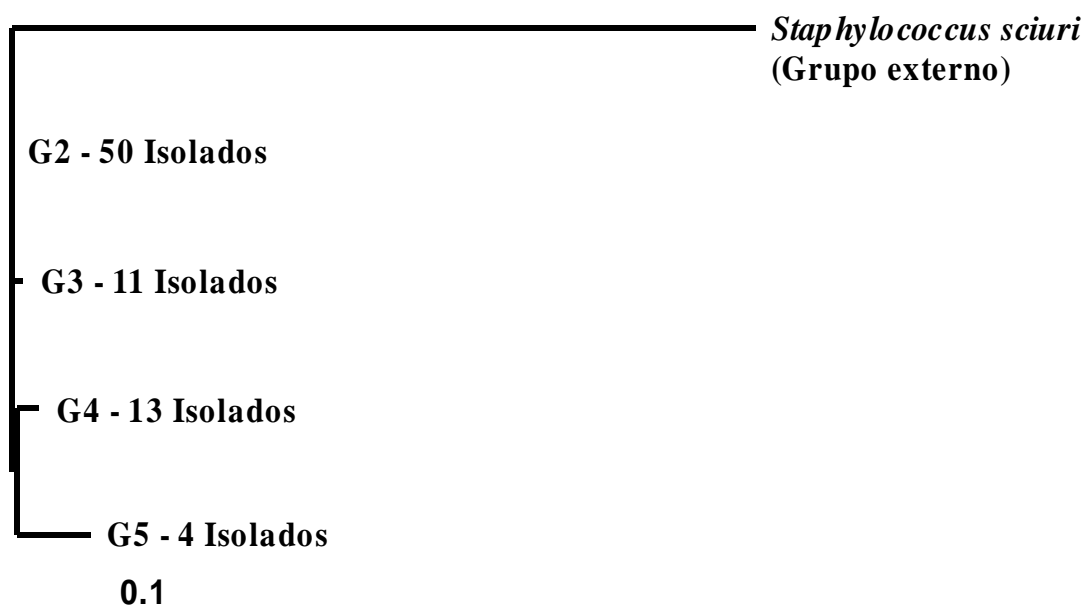 Staphylococcus sciuri
(Grupo externo)
G2 - 50 Isolados
G3 - 11 Isolados
G4 - 13 Isolados
G5 - 4 Isolados
0.1